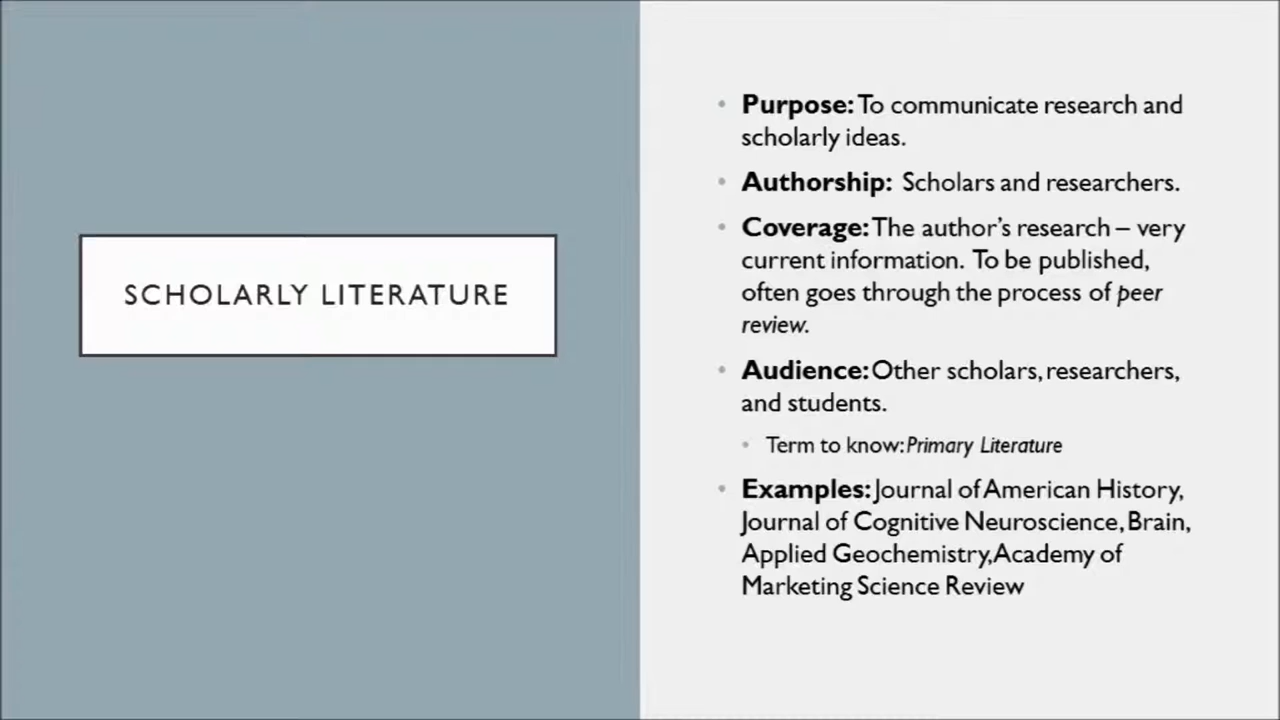 SCHOLARLY LITERATURE
• Purpose: To communicate research and
scholarly ideas.
• Authorship: Scholars and researchers.
• Coverage: The author's research – very
current information. To be published,
often goes through the process of peer
review.
• Audience: Other scholars, researchers,
and students.
• Term to know: Primary Literature
• Examples: Journal of American History,
Journal of Cognitive Neuroscience, Brain,
Applied Geochemistry, Academy of
Marketing Science Review